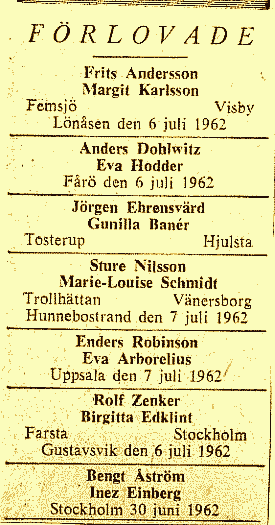 FÖRLOVADE
Frits Andersson
Margit Karlsson
Femsjö Visby
Lönåsen den 6 juli 1962
Anders Dohlwitz
Eva Hodder
Fårö den 6 juli 1962
Jörgen Ehrensvärd
Gunilla Banér
Tosterup Hjulsta
Sture Nilsson
Marie-Louise Schmidt
Trollhättan Vänersborg
Hunnebostrand den 7 juli 1962
Enders Robinson
Eva Arborelius
Uppsala den 7 juli 1962
Rolf Zenker
Birgitta Edklint
Farsta Stockholm
Gustavsvik den 6 juli 1962
Bengt Åström
Inez Einberg
Stockholm 30 juni 1962